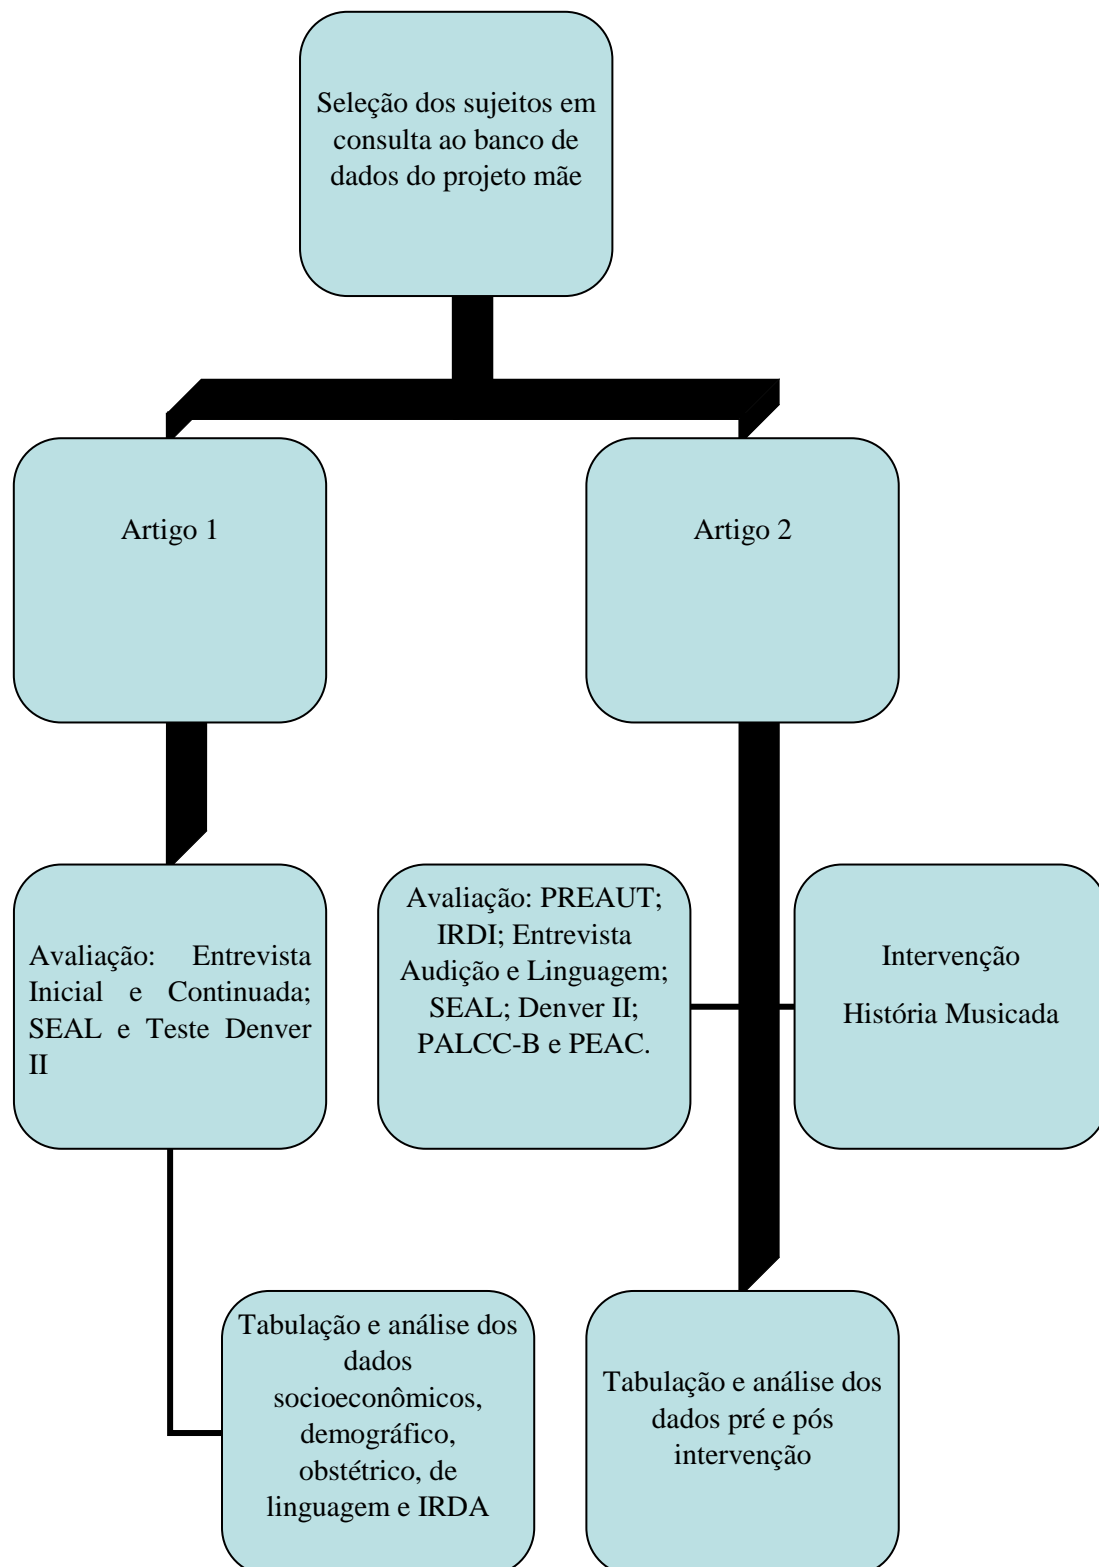 Seleção dos sujeitos em
consulta ao banco de
dados do projeto mãe
Artigo 1
Artigo 2
Avaliação: Entrevista
Inicial e Continuada;
SEAL e Teste Denver
II
Avaliação: PREAUT;
IRDI; Entrevista
Audição e Linguagem;
SEAL; Denver II;
PALCC-B e PEAC.
Intervenção
História Musicada
Tabulação e análise dos
dados
socioeconômicos,
demográfico,
obstétrico, de
linguagem e IRDA
Tabulação e análise dos
dados pré e pós
intervenção